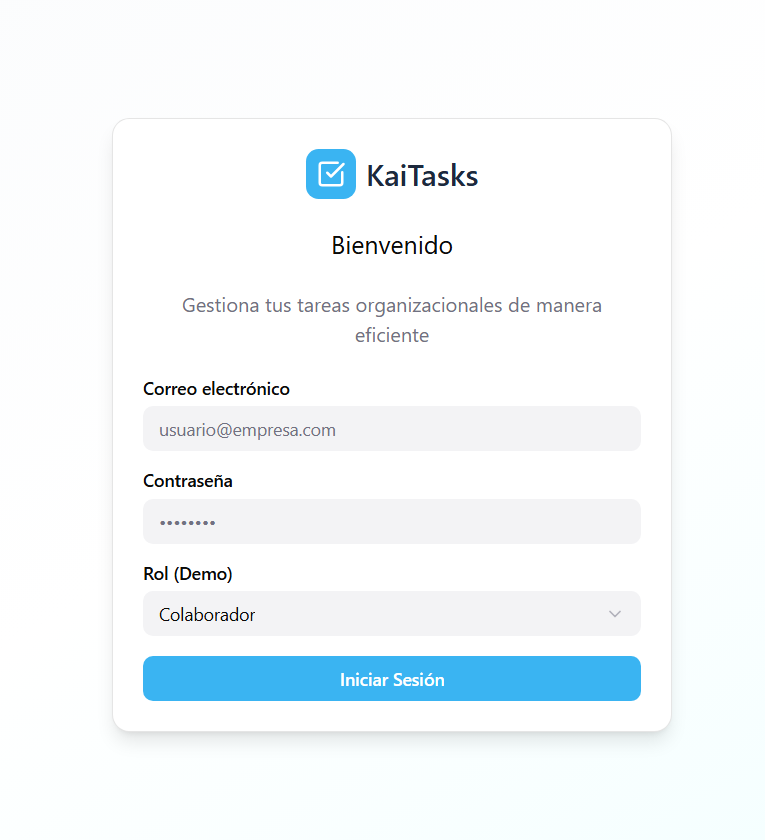 KaiTasks
Bienvenido
Gestiona tus tareas organizacionales de manera
eficiente
Correo electrónico
usuario@empresa.com
Contraseña
••••••••
Rol (Demo)
Colaborador
Iniciar Sesión